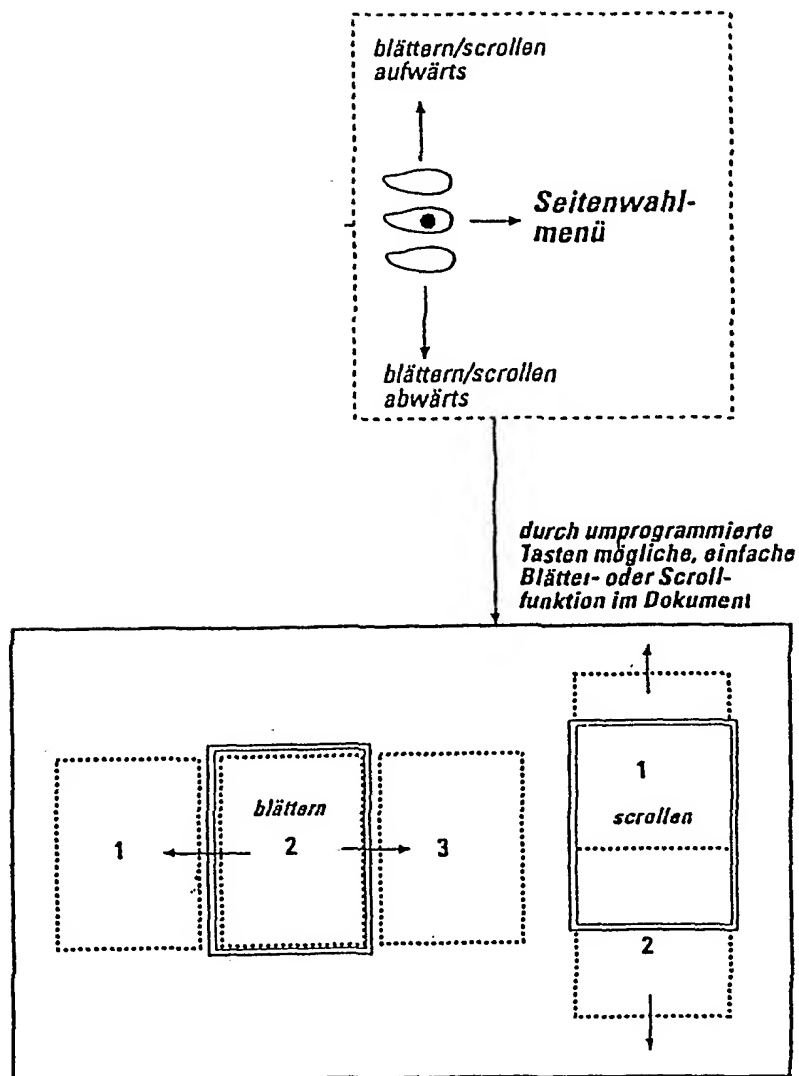 blättern/scrollen
aufwärts
Seitenwahl-
menü
blättern/scrollen
abwärts
durch umprogrammierte
Tasten mögliche, einfache
Blätter- oder Scroll-
funktion im Dokument
blättern
1
2
3
1
scrollen
2